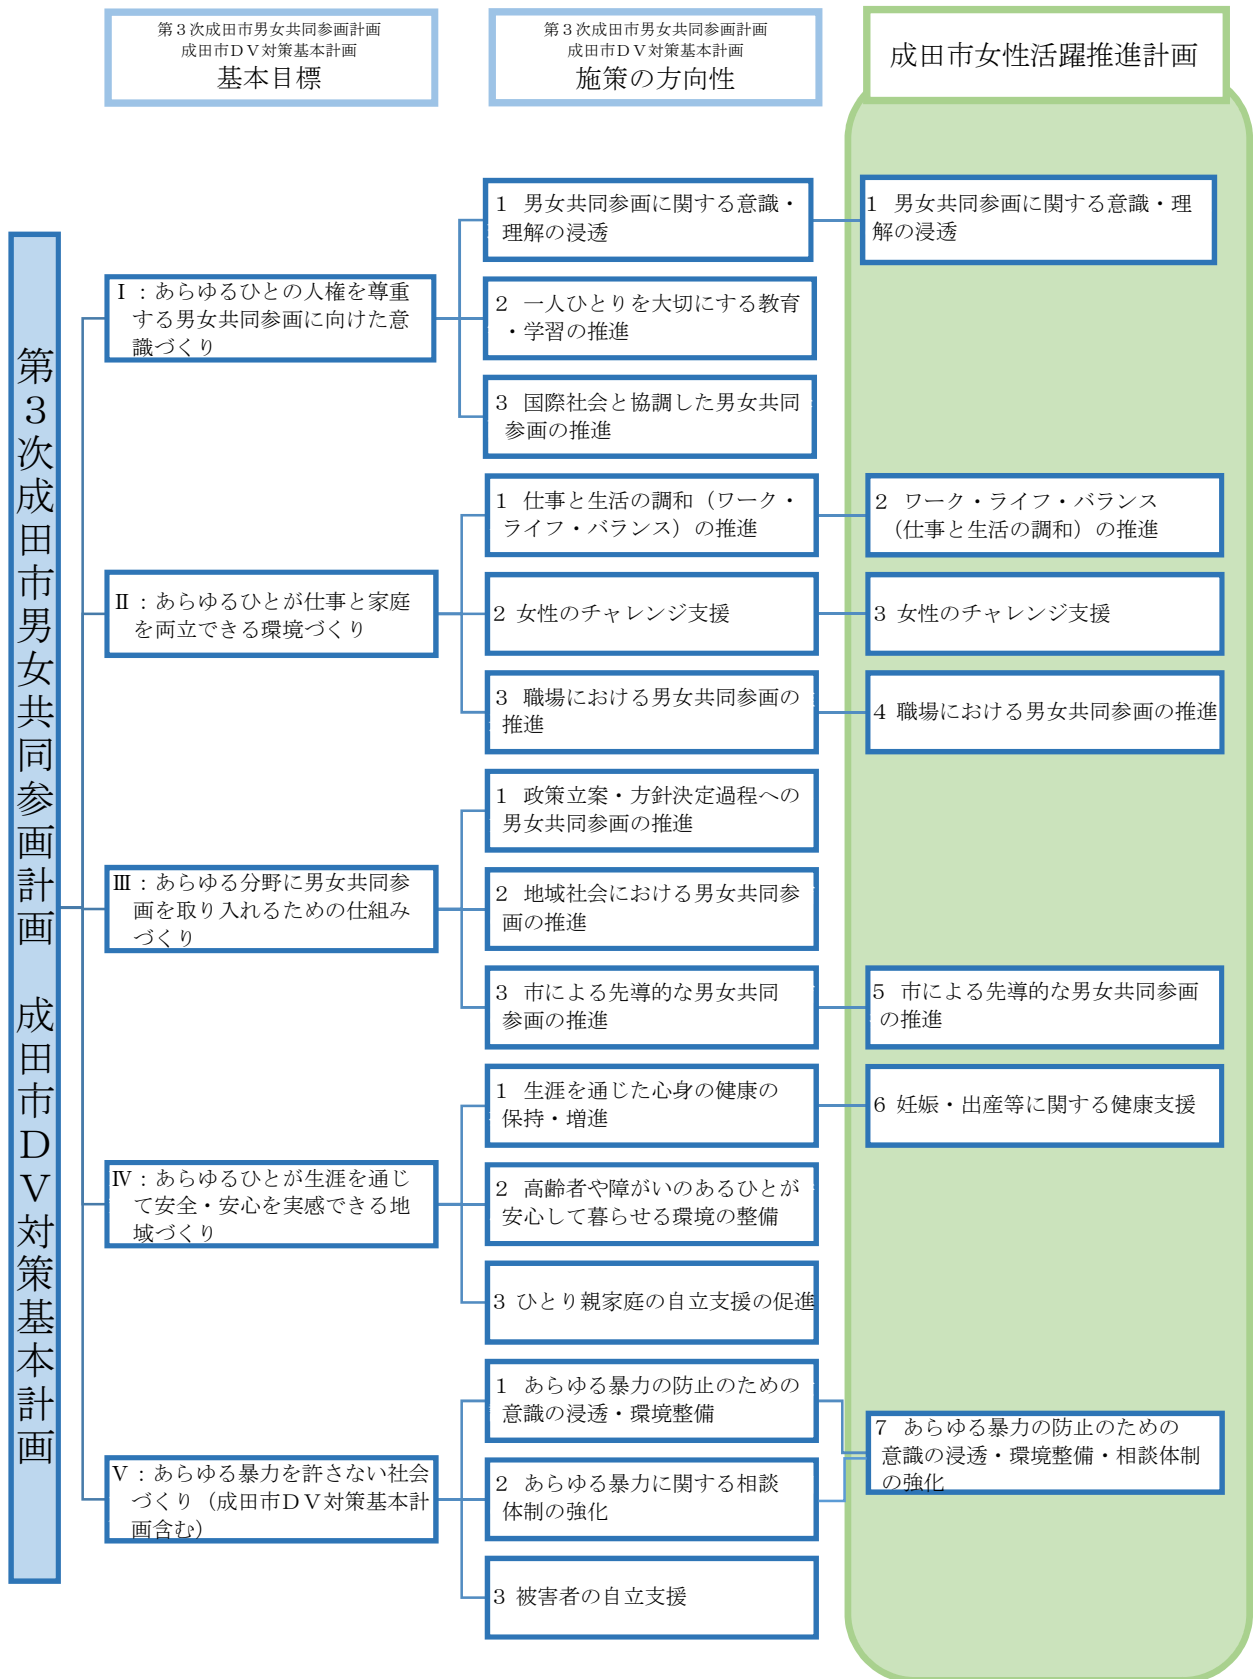 第３次成田市男女共同参画計画
成田市ＤＶ対策基本計画
基本目標
第３次成田市男女共同参画計画
成田市ＤＶ対策基本計画
施策の方向性
成田市女性活躍推進計画
第３次成田市男女共同参画計画　成田市ＤＶ対策基本計画
Ⅰ：あらゆるひとの人権を尊重
する男女共同参画に向けた意
識づくり
1 男女共同参画に関する意識・
理解の浸透
1 男女共同参画に関する意識・理
解の浸透
2 一人ひとりを大切にする教育
・学習の推進
3 国際社会と協調した男女共同
参画の推進
Ⅱ：あらゆるひとが仕事と家庭
を両立できる環境づくり
1 仕事と生活の調和（ワーク・
ライフ・バランス）の推進
2 ワーク・ライフ・バランス
（仕事と生活の調和）の推進
2 女性のチャレンジ支援
3 女性のチャレンジ支援
3 職場における男女共同参画の
推進
4 職場における男女共同参画の推進
Ⅲ：あらゆる分野に男女共同参
画を取り入れるための仕組み
づくり
1 政策立案・方針決定過程への
男女共同参画の推進
2 地域社会における男女共同参
画の推進
3 市による先導的な男女共同
参画の推進
5 市による先導的な男女共同参画
の推進
Ⅳ：あらゆるひとが生涯を通じ
て安全・安心を実感できる地
域づくり
1 生涯を通じた心身の健康の
保持・増進
6 妊娠・出産等に関する健康支援
2 高齢者や障がいのあるひとが
安心して暮らせる環境の整備
3 ひとり親家庭の自立支援の促進
Ⅴ：あらゆる暴力を許さない社会
づくり（成田市ＤＶ対策基本計
画含む）
1 あらゆる暴力の防止のための
意識の浸透・環境整備
2 あらゆる暴力に関する相談
体制の強化
7 あらゆる暴力の防止のための
意識の浸透・環境整備・相談体制
の強化
3 被害者の自立支援